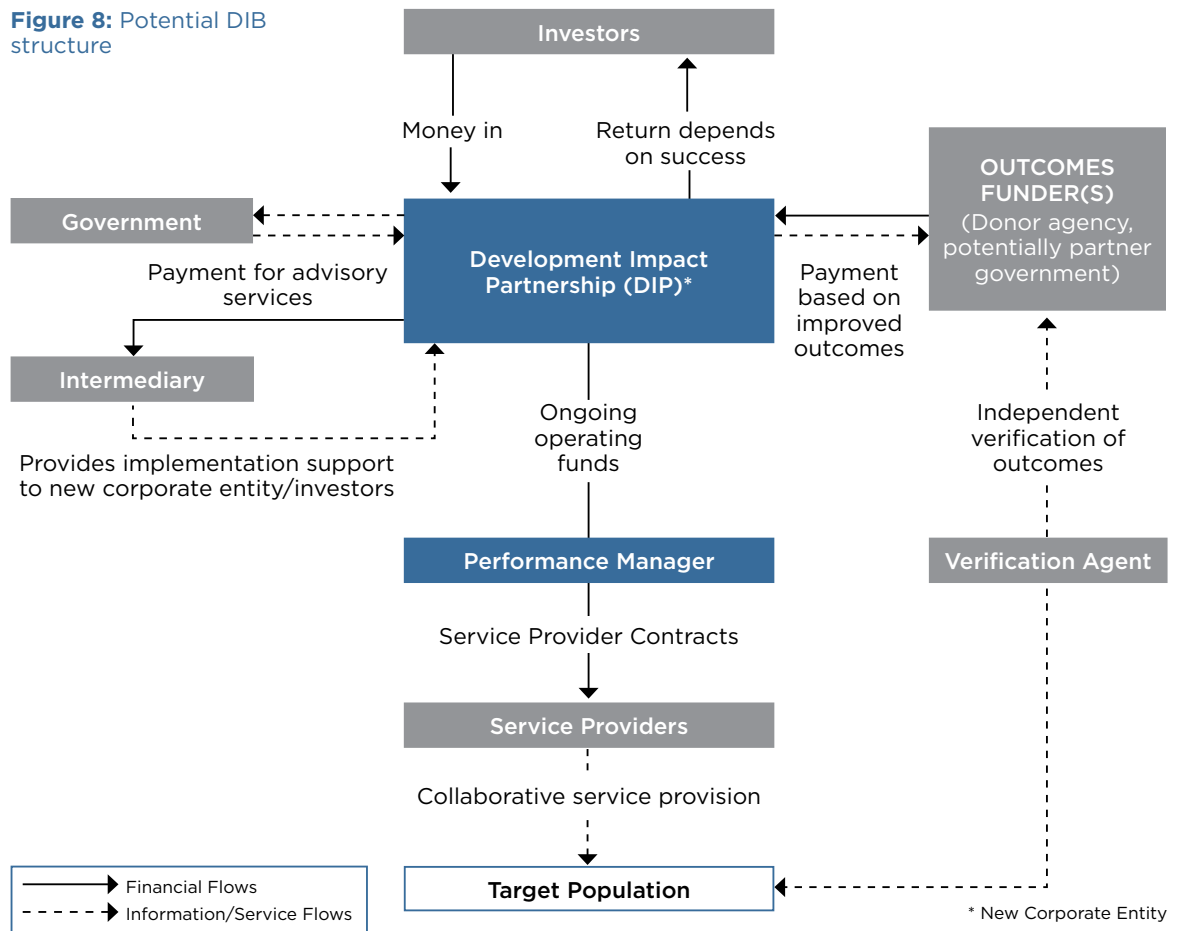 Figure 8: Potential DIB
structure
Investors
Money in
Return depends
on success
OUTCOMES
FUNDER(S)
(Donor agency,
potentially partner
government)
Government
Development Impact
Partnership (DIP)*
Payment for advisory
services
Payment
based on
improved
outcomes
Intermediary
Ongoing
operating
funds
Independent
verification of
outcomes
Provides implementation support
to new corporate entity/investors
Performance Manager
Verification Agent
Service Provider Contracts
Service Providers
Collaborative service provision
Target Population
Financial Flows
Information/Service Flows
* New Corporate Entity